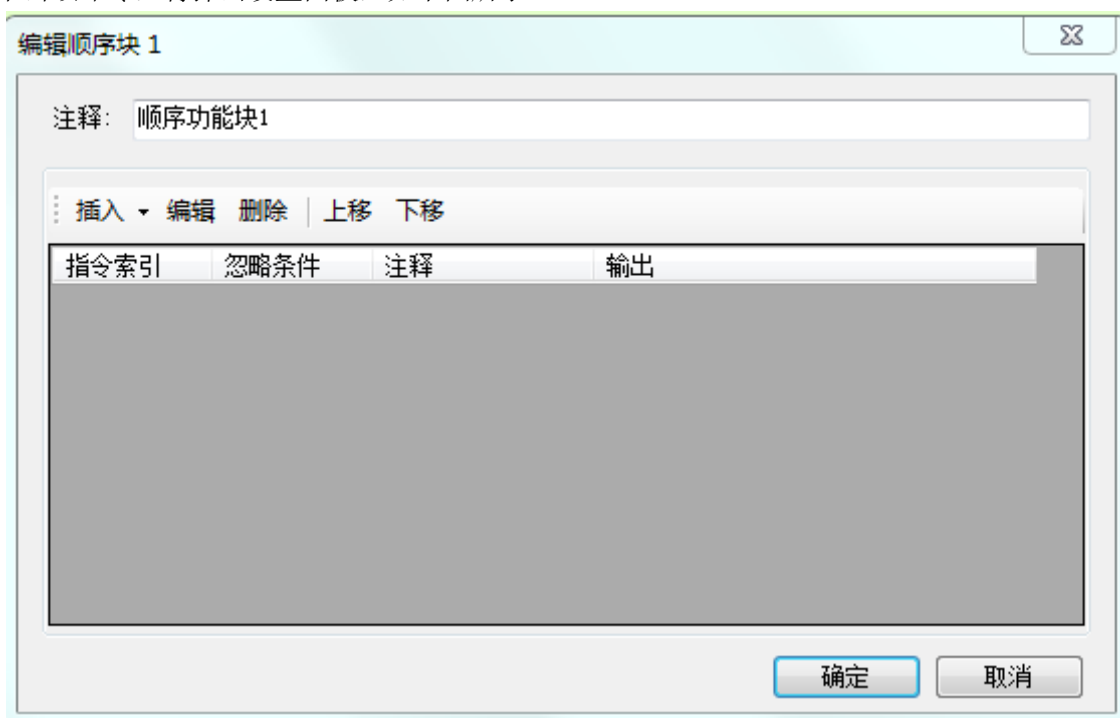 编辑顺序块 1
注释: 顺序功能块1
插入 编辑 删除 上移 下移
指令索引 忽略条件 注释 输出
确定 取消